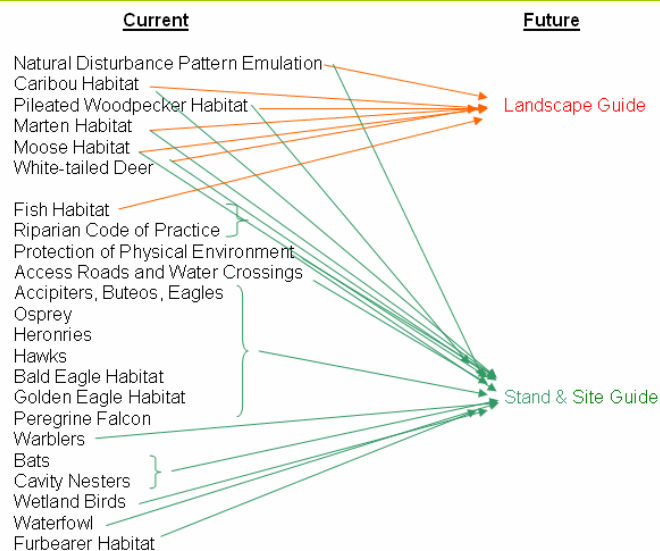 Current Future
Natural Disturbance Pattern Emulation
Caribou Habitat
Pileated Woodpecker Habitat
Landscape Guide
Marten Habitat
Moose Habitat
White-tailed Deer
Fish Habitat
Riparian Code of Practice
Protection of Physical Environment
Access Roads and Water Crossings
Accipiters, Buteos, Eagles
Osprey
Heronries
Hawks
Bald Eagle Habitat
Golden Eagle Habitat
Stand & Site Guide
Peregrine Falcon
Warblers
Bats
Cavity Nesters
Wetland Birds
Waterfowl
Furbearer Habitat